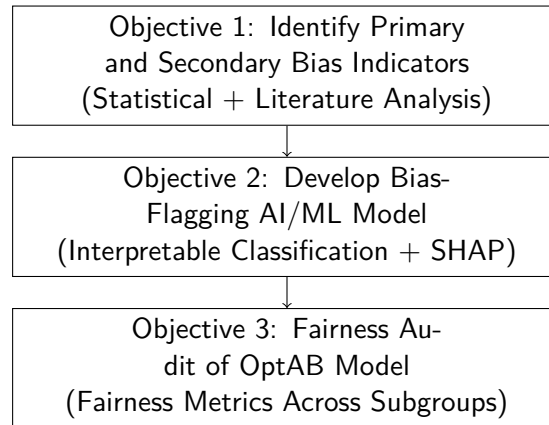 Objective 1: Identify Primary
and Secondary Bias Indicators
(Statistical + Literature Analysis)
Objective 2: Develop Bias-
Flagging AI/ML Model
(Interpretable Classification + SHAP)
Objective 3: Fairness Au-
dit of OptAB Model
(Fairness Metrics Across Subgroups)